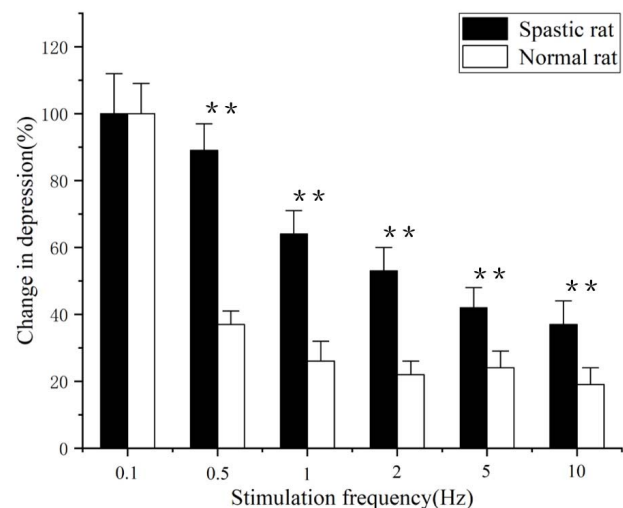 Spastic rat
Normal rat
Change in depression(%)
120
100
80
60
40
20
0
**
**
**
**
**
0.1 0.5 1 2 5 10
Stimulation frequency(Hz)